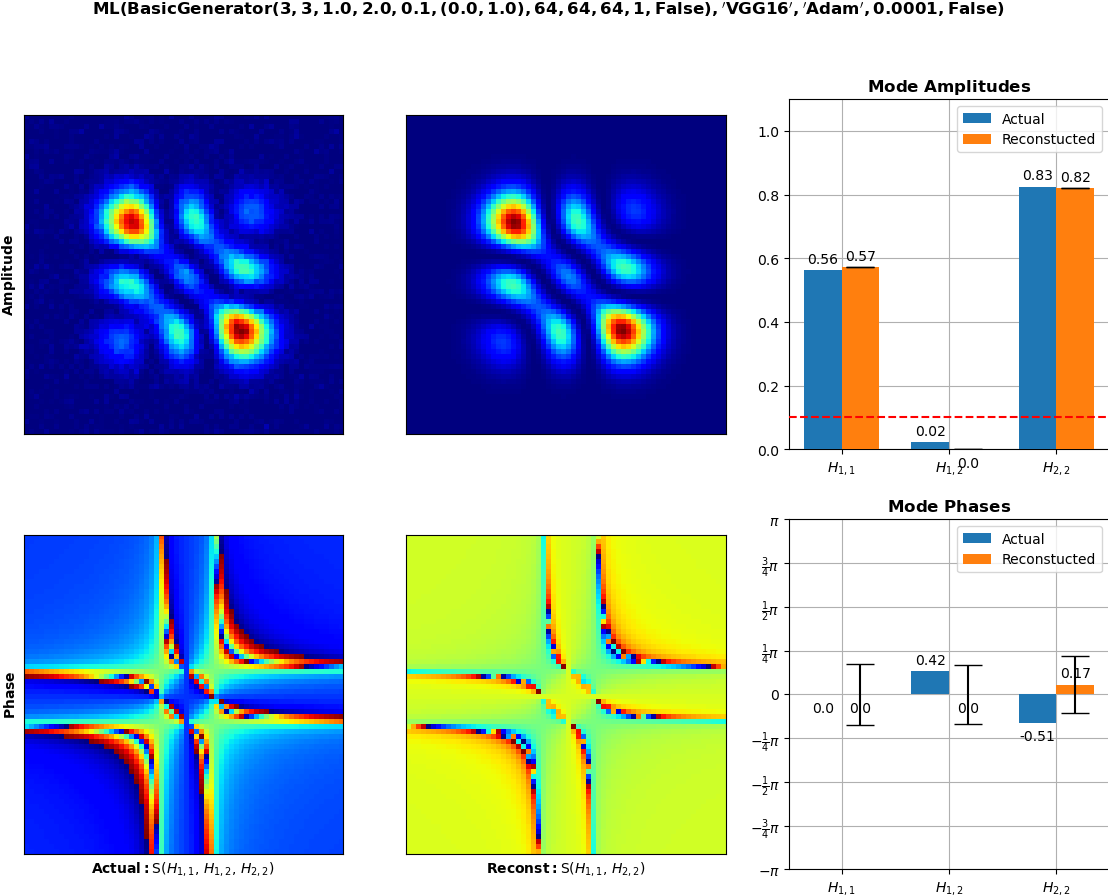 ML(BasicGenerator(3, 3, 1.0, 2.0, 0.1, (0.0, 1.0), 64, 64, 64, 1, False), ′VGG16′, ′Adam′, 0.0001, False)
Amplitude
Mode Amplitudes
Actual
Reconstucted
1.0
0.8
0.6
0.4
0.2
0.0
0.56
0.57
0.02
0.0
0.83
0.82
H1,1
H1,2
H2,2
Phase
Actual: S(H1,1, H1,2, H2,2)
Reconst: S(H1,1, H2,2)
Mode Phases
Actual
Reconstucted
π
3/4π
1/2π
1/4π
0
−1/4π
−1/2π
−3/4π
−π
0.0
0.0
0.42
0.0
-0.51
0.17
H1,1
H1,2
H2,2